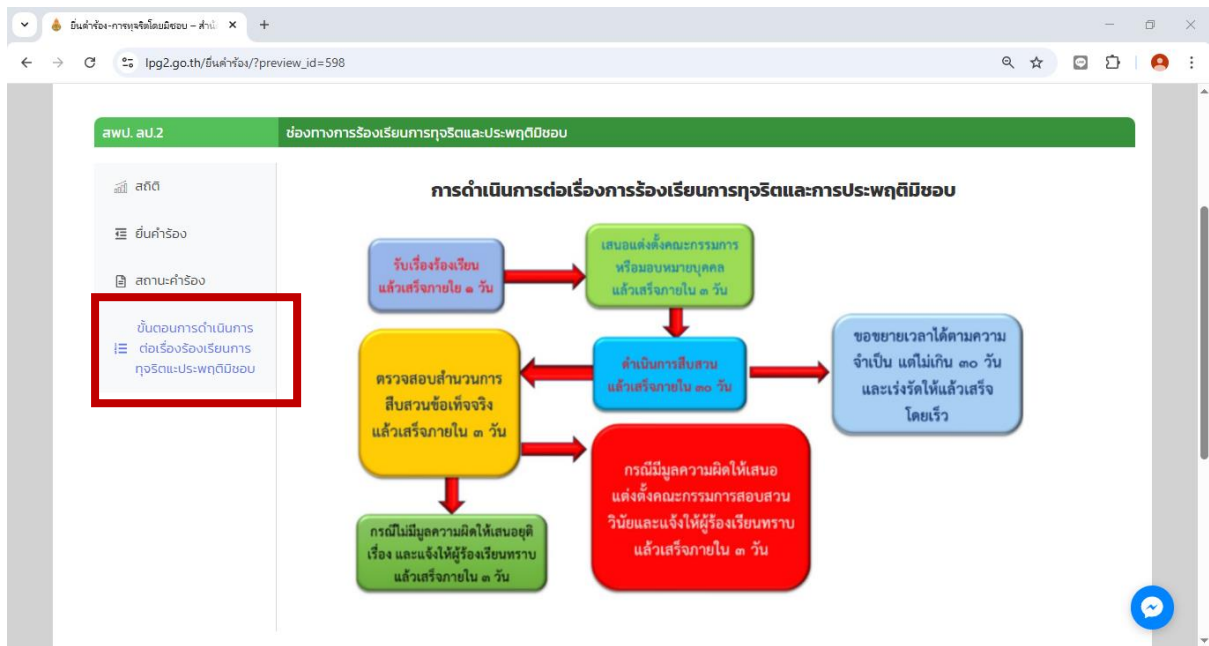 ยื่นคำร้อง-การทุจริตโดยมิชอบ – สำนั
lpg2.go.th/ยื่นคำร้อง/?preview_id=598
สพป. ลป.2
ช่องทางการร้องเรียนการทุจริตและประพฤติมิชอบ
สถิติ
ยื่นคำร้อง
สถานะคำร้อง
ขั้นตอนการดำเนินการ
ต่อเรื่องร้องเรียนการ
ทุจริตแะประพฤติมิชอบ
การดำเนินการต่อเรื่องการร้องเรียนการทุจริตและการประพฤติมิชอบ
รับเรื่องร้องเรียน
แล้วเสร็จภายใย ๑ วัน
เสนอแต่งตั้งคณะกรรมการ
หรือมอบหมายบุคคล
แล้วเสร็จภายใน ๓ วัน
ดำเนินการสืบสวน
แล้วเสร็จภายใน ๓๐ วัน
ขอขยายเวลาได้ตามความ
จำเป็น แต่ไม่เกิน ๓๐ วัน
และเร่งรัดให้แล้วเสร็จ
โดยเร็ว
ตรวจสอบสำนวนการ
สืบสวนข้อเท็จจริง
แล้วเสร็จภายใน ๓ วัน
กรณีมีมูลความผิดให้เสนอ
แต่งตั้งคณะกรรมการสอบสวน
วินัยและแจ้งให้ผู้ร้องเรียนทราบ
แล้วเสร็จภายใน ๓ วัน
กรณีไม่มีมูลความผิดให้เสนอยุติ
เรื่อง และแจ้งให้ผู้ร้องเรียนทราบ
แล้วเสร็จภายใน ๓ วัน